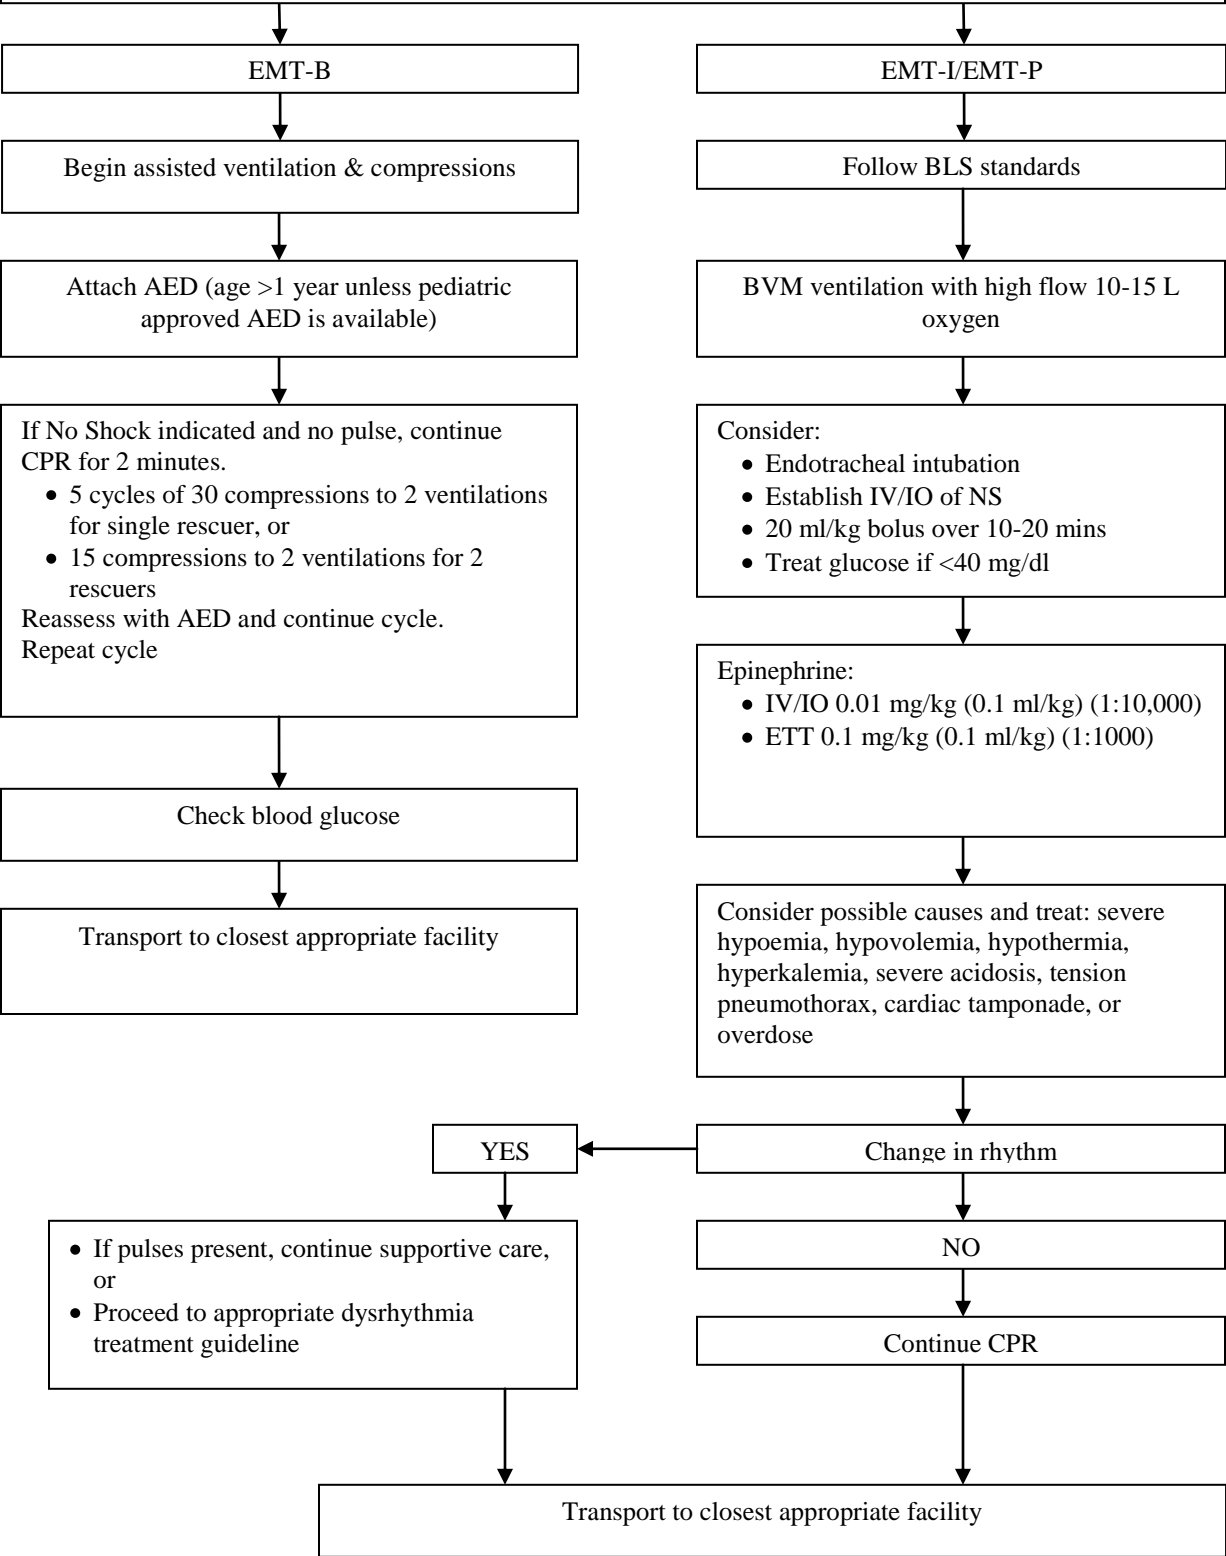 EMT-B
Begin assisted ventilation & compressions
Attach AED (age >1 year unless pediatric
approved AED is available)
If No Shock indicated and no pulse, continue
CPR for 2 minutes.
• 5 cycles of 30 compressions to 2 ventilations
for single rescuer, or
• 15 compressions to 2 ventilations for 2
rescuers
Reassess with AED and continue cycle.
Repeat cycle
Check blood glucose
Transport to closest appropriate facility
EMT-I/EMT-P
Follow BLS standards
BVM ventilation with high flow 10-15 L
oxygen
Consider:
• Endotracheal intubation
• Establish IV/IO of NS
• 20 ml/kg bolus over 10-20 mins
• Treat glucose if <40 mg/dl
Epinephrine:
• IV/IO 0.01 mg/kg (0.1 ml/kg) (1:10,000)
• ETT 0.1 mg/kg (0.1 ml/kg) (1:1000)
Consider possible causes and treat: severe
hypoemia, hypovolemia, hypothermia,
hyperkalemia, severe acidosis, tension
pneumothorax, cardiac tamponade, or
overdose
Change in rhythm
YES
• If pulses present, continue supportive care,
or
• Proceed to appropriate dysrhythmia
treatment guideline
NO
Continue CPR
Transport to closest appropriate facility